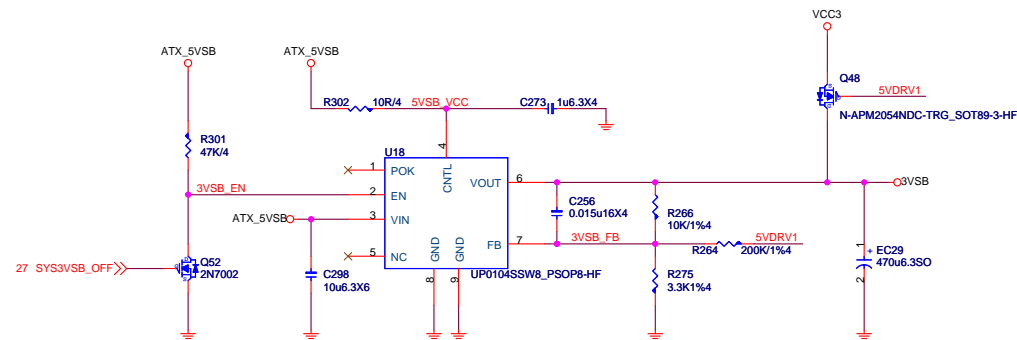 VCC3
ATX_5VSB
ATX_5VSB
Q48
5VDRV1
N-APM2054NDC-TRG_SOT89-3-HF
R302
10R/4
5VSB_VCC
C273
1u6.3X4
R301
47K/4
U18
4
1
POK
CNTL
VOUT
6
3VSB
3VSB_EN
2
EN
ATX_5VSB
3
VIN
C256
0.015u16X4
R266
10K/1%4
FB
7
3VSB_FB
R264
5VDRV1
200K/1%4
5
NC
GND
GND
8
9
UP0104SSW8_PSOP8-HF
1
+
EC29
470u6.3SO
2
27 SYS3VSB_OFF
Q52
2N7002
C298
10u6.3X6
R275
3.3K1%4